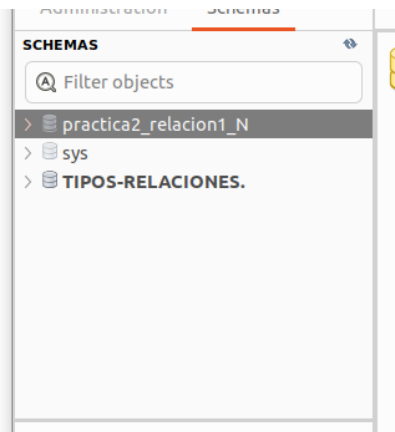 Administration Schemas
SCHEMAS
Filter objects
practica2_relacion1_N
sys
TIPOS-RELACIONES.